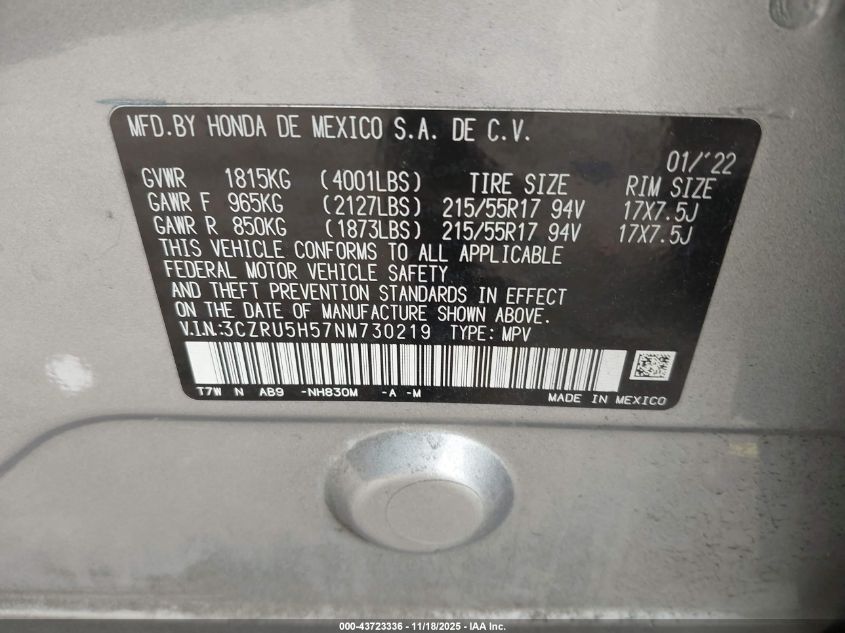 MFD.BY HONDA DE MEXICO S.A. DE C.V.
01/'22
GVWR 1815KG (4001LBS) TIRE SIZE RIM SIZE
GAWR F 965KG (2127LBS) 215/55R17 94V 17X7.5J
GAWR R 850KG (1873LBS) 215/55R17 94V 17X7.5J
THIS VEHICLE CONFORMS TO ALL APPLICABLE
FEDERAL MOTOR VEHICLE SAFETY
AND THEFT PREVENTION STANDARDS IN EFFECT
ON THE DATE OF MANUFACTURE SHOWN ABOVE.
V.I.N.:3CZRU5H57NM730219 TYPE: MPV
T7W N AB9 -NH830M -A -M
MADE IN MEXICO
000-43723336 - 11/18/2025 - IAA Inc.